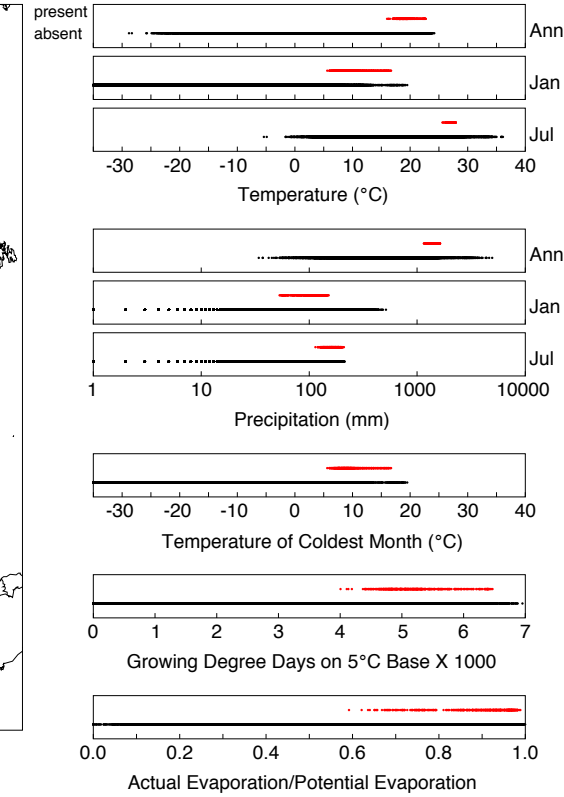 present
absent
Ann
Jan
Jul
-30 -20 -10 0 10 20 30 40
Temperature (°C)
Ann
Jan
Jul
1 10 100 1000 10000
Precipitation (mm)
-30 -20 -10 0 10 20 30 40
Temperature of Coldest Month (°C)
0 1 2 3 4 5 6 7
Growing Degree Days on 5°C Base X 1000
0.0 0.2 0.4 0.6 0.8 1.0
Actual Evaporation/Potential Evaporation